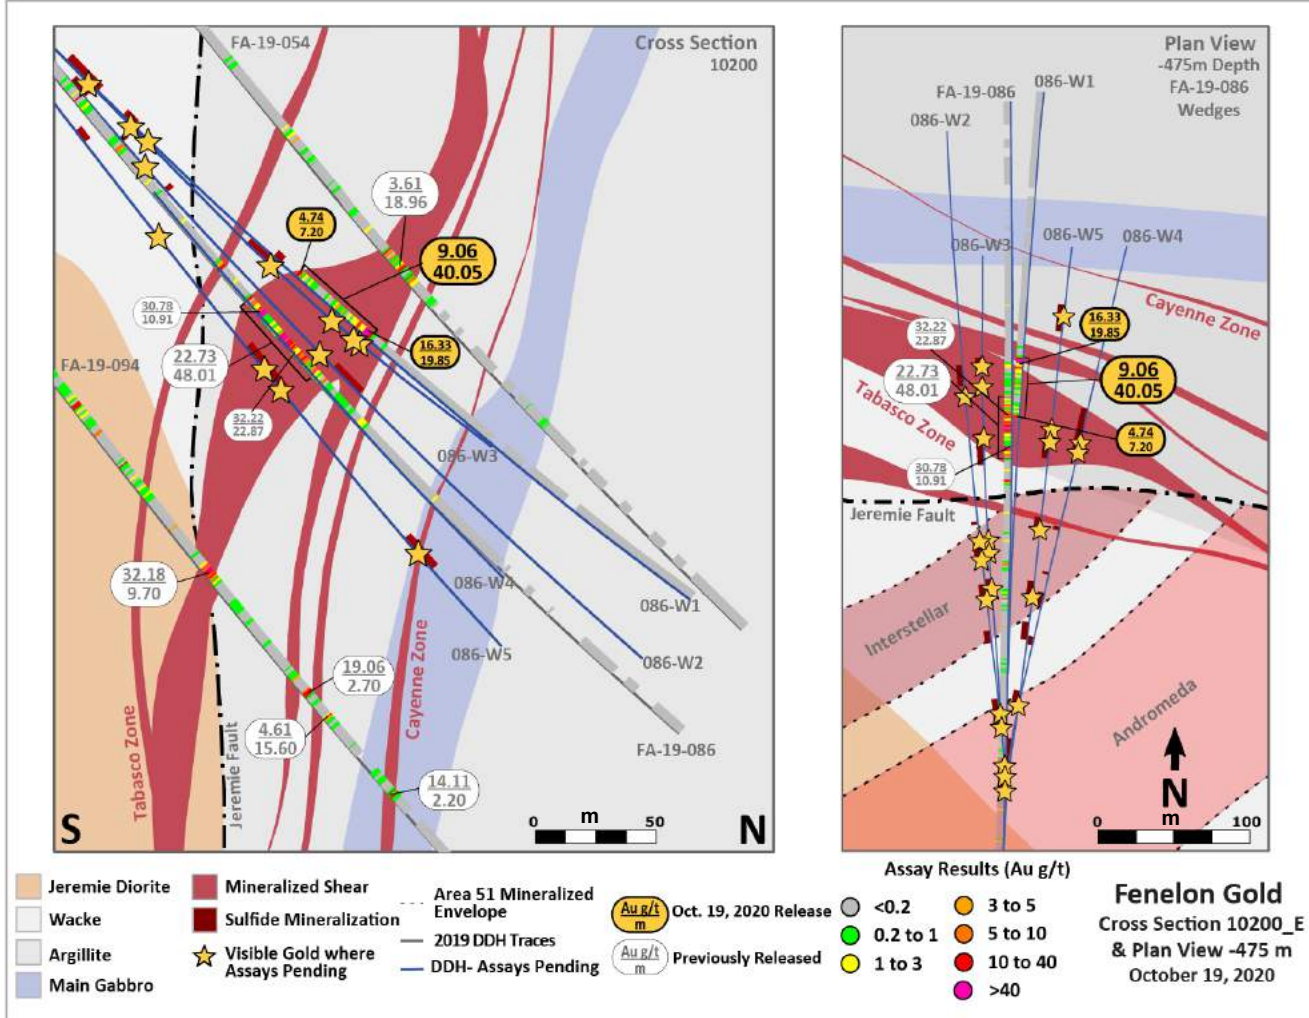 FA-19-054
Cross Section
10200
3.61
18.96
4.74
7.20
9.06
40.05
30.78
10.91
22.73
48.01
16.33
19.85
FA-19-094
32.22
22.87
086-W3
086-W4
086-W1
086-W5
086-W2
32.18
9.70
19.06
2.70
4.61
15.60
FA-19-086
14.11
2.20
Tabasco Zone
Jeremie Fault
Cayenne Zone
S
0 m 50
N
Plan View
-475m Depth
FA-19-086
Wedges
FA-19-086
086-W1
086-W2
086-W3
086-W5
086-W4
Cayenne Zone
16.33
19.85
32.22
22.87
22.73
48.01
9.06
40.05
Tabasco Zone
4.74
7.20
30.78
10.91
Jeremie Fault
Interstellar
Andromeda
N
0 m 100
Jeremie Diorite
Wacke
Argillite
Main Gabbro
Mineralized Shear
Sulfide Mineralization
Visible Gold where
Assays Pending
Area 51 Mineralized
Envelope
2019 DDH Traces
DDH- Assays Pending
Au g/t
m
Oct. 19, 2020 Release
Au g/t
m
Previously Released
Assay Results (Au g/t)
<0.2
0.2 to 1
1 to 3
3 to 5
5 to 10
10 to 40
>40
Fenelon Gold
Cross Section 10200_E
& Plan View -475 m
October 19, 2020